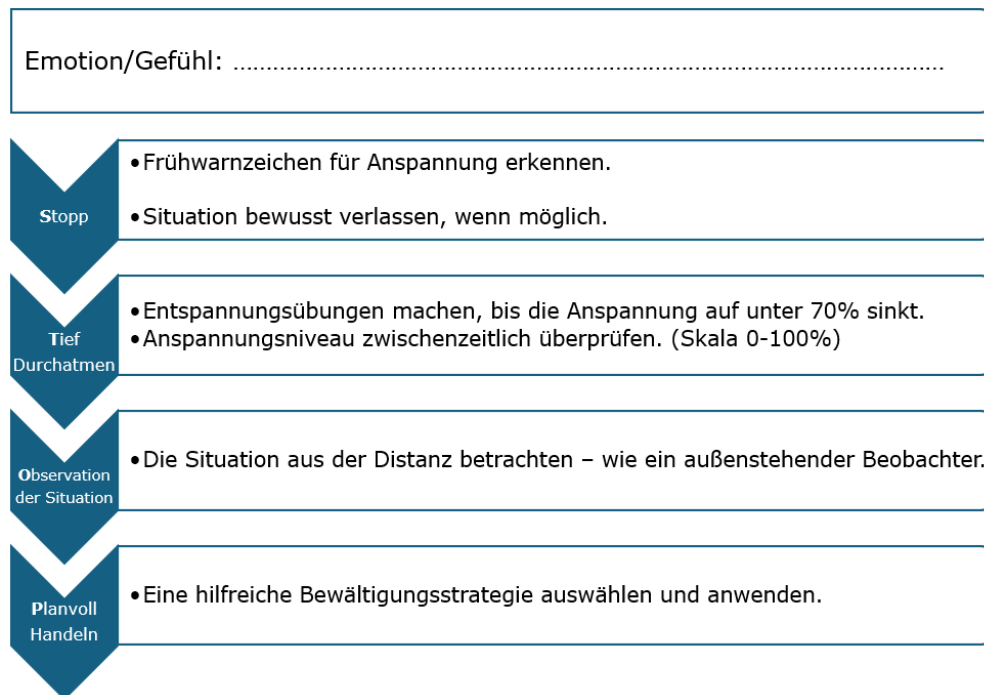 Emotion/Gefühl: ............................................................................................................
Stopp
•Frühwarnzeichen für Anspannung erkennen.
•Situation bewusst verlassen, wenn möglich.
Tief
Durchatmen
•Entspannungsübungen machen, bis die Anspannung auf unter 70% sinkt.
•Anspannungsniveau zwischenzeitlich überprüfen. (Skala 0-100%)
Observation
der Situation
•Die Situation aus der Distanz betrachten – wie ein außenstehender Beobachter.
Planvoll
Handeln
•Eine hilfreiche Bewältigungsstrategie auswählen und anwenden.